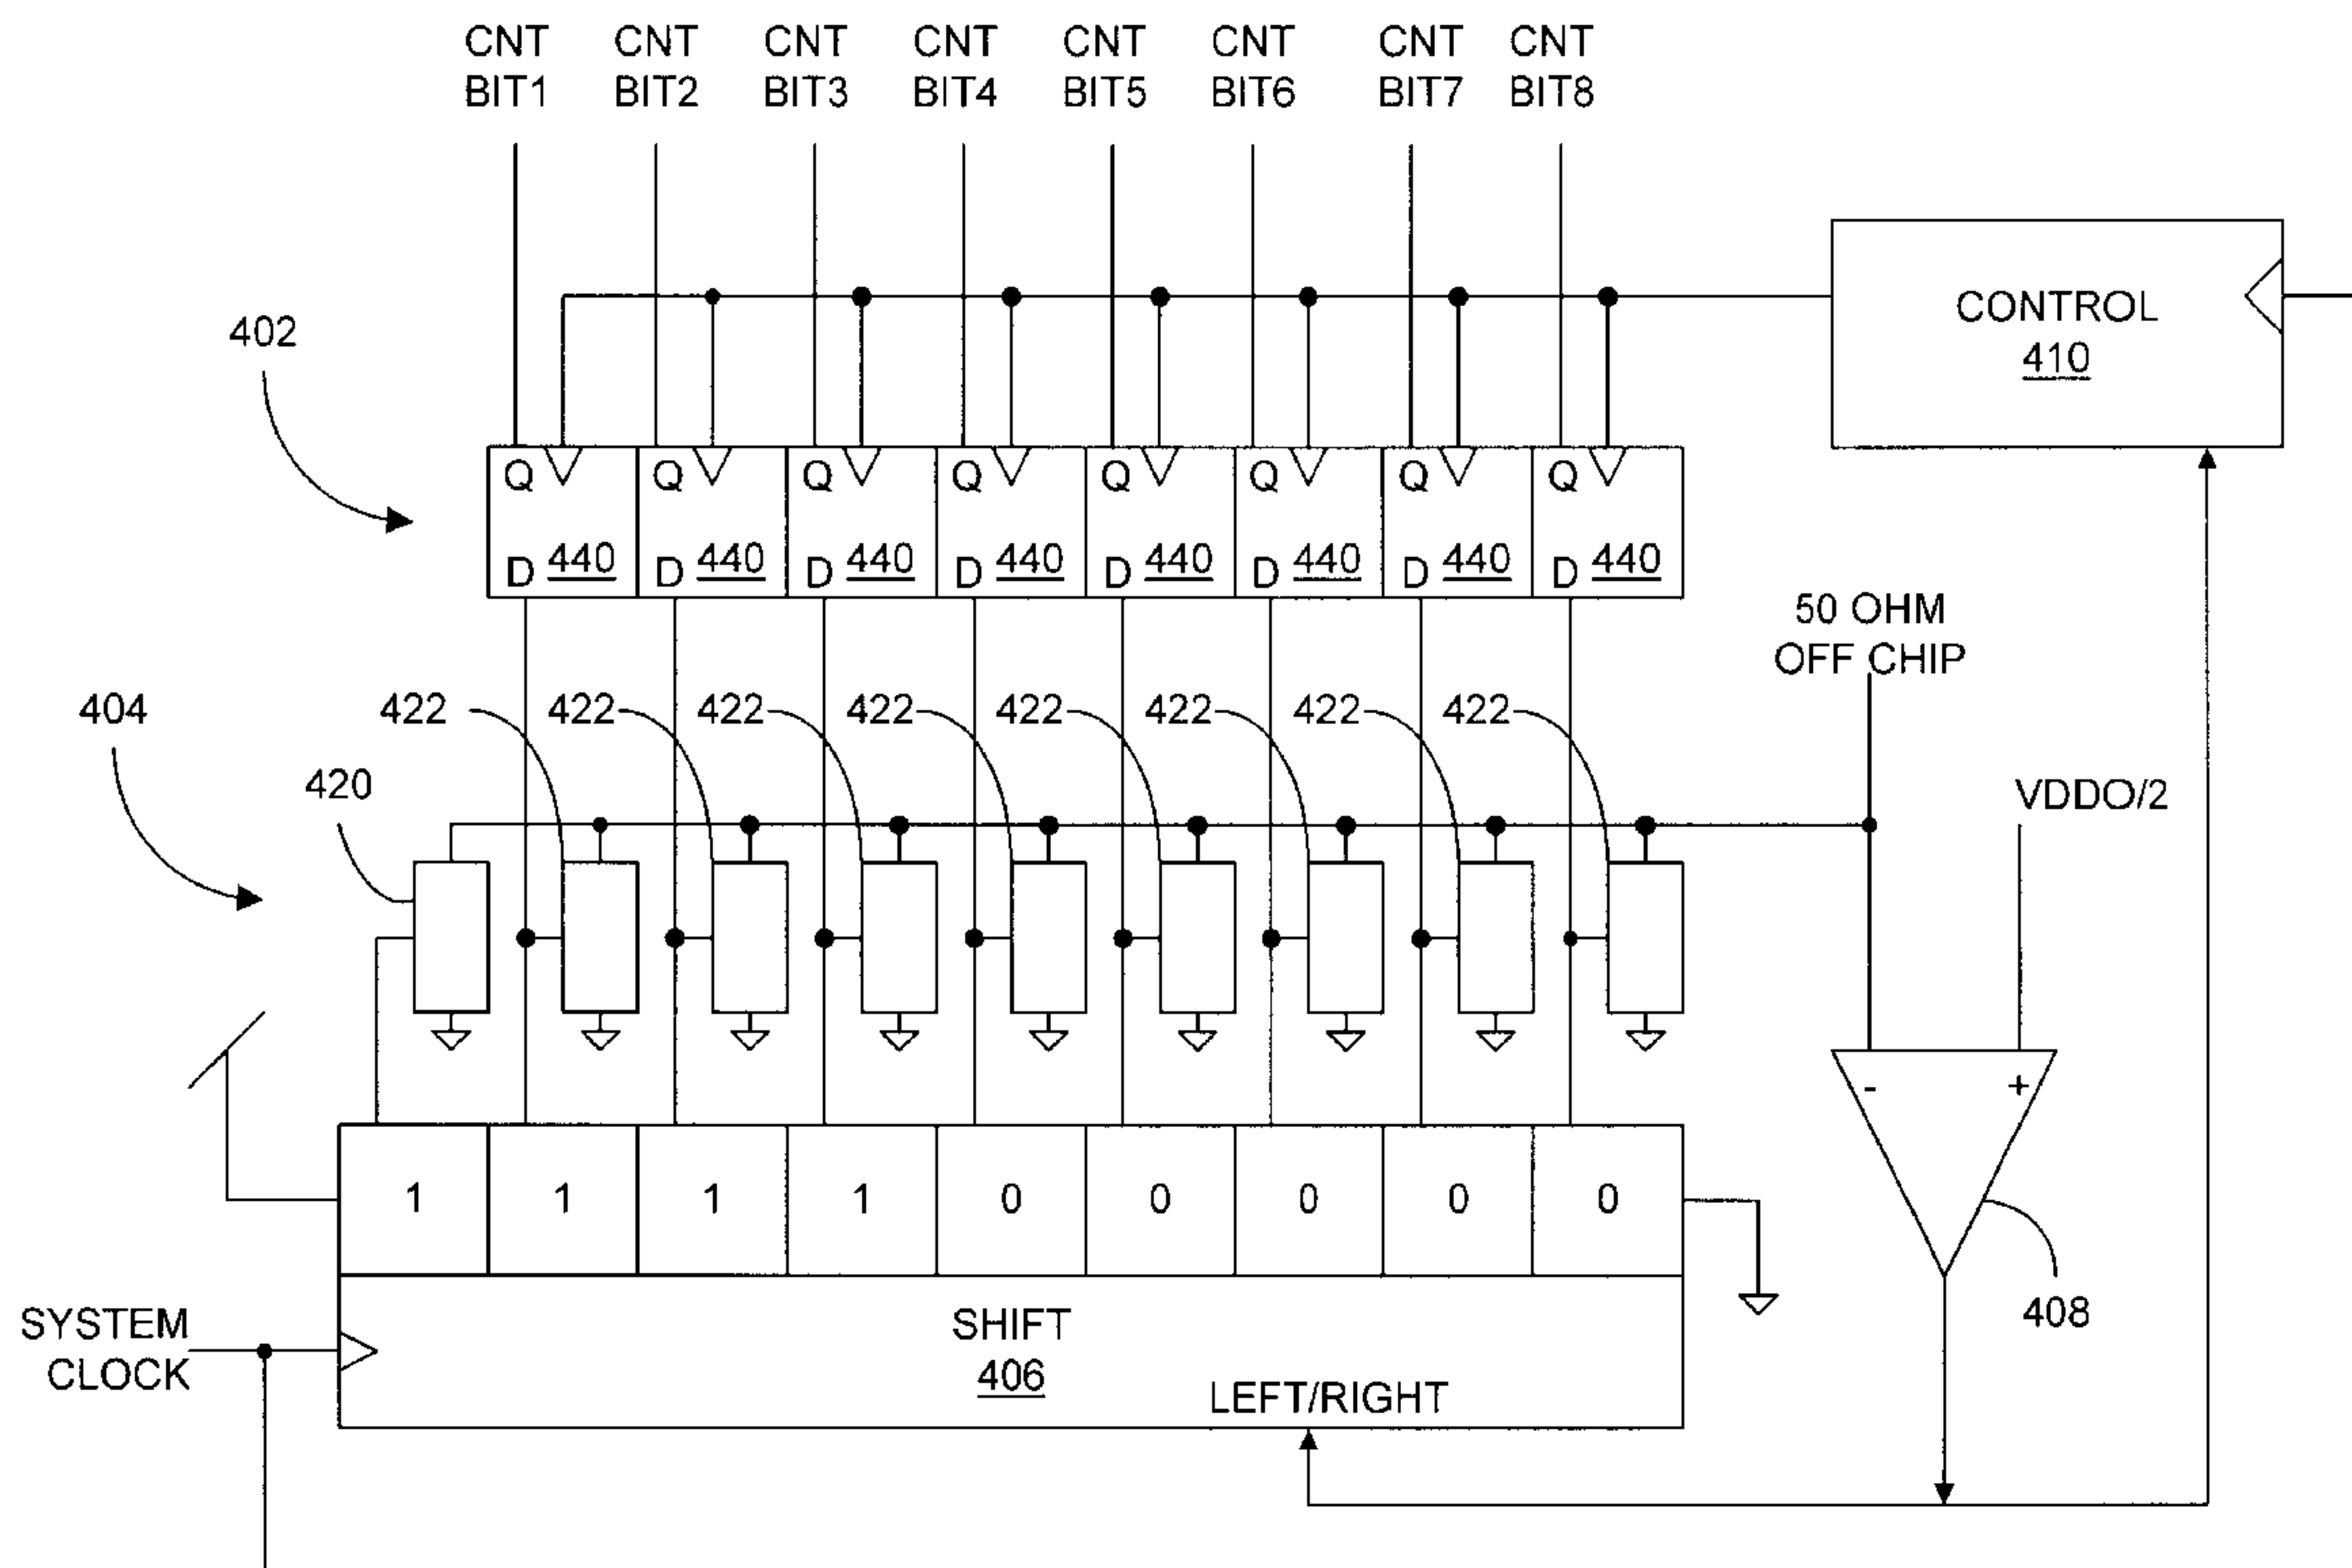 CNT BIT1
CNT BIT2
CNT BIT3
CNT BIT4
CNT BIT5
CNT BIT6
CNT BIT7
CNT BIT8
402
CONTROL
410
Q Q Q Q Q Q Q Q
D 440 D 440 D 440 D 440 D 440 D 440 D 440 D 440
50 OHM
OFF CHIP
404
422 422 422 422 422 422 422 422
420
VDDO/2
- +
1 1 1 1 0 0 0 0 0
SYSTEM
CLOCK
SHIFT
406
LEFT/RIGHT
408